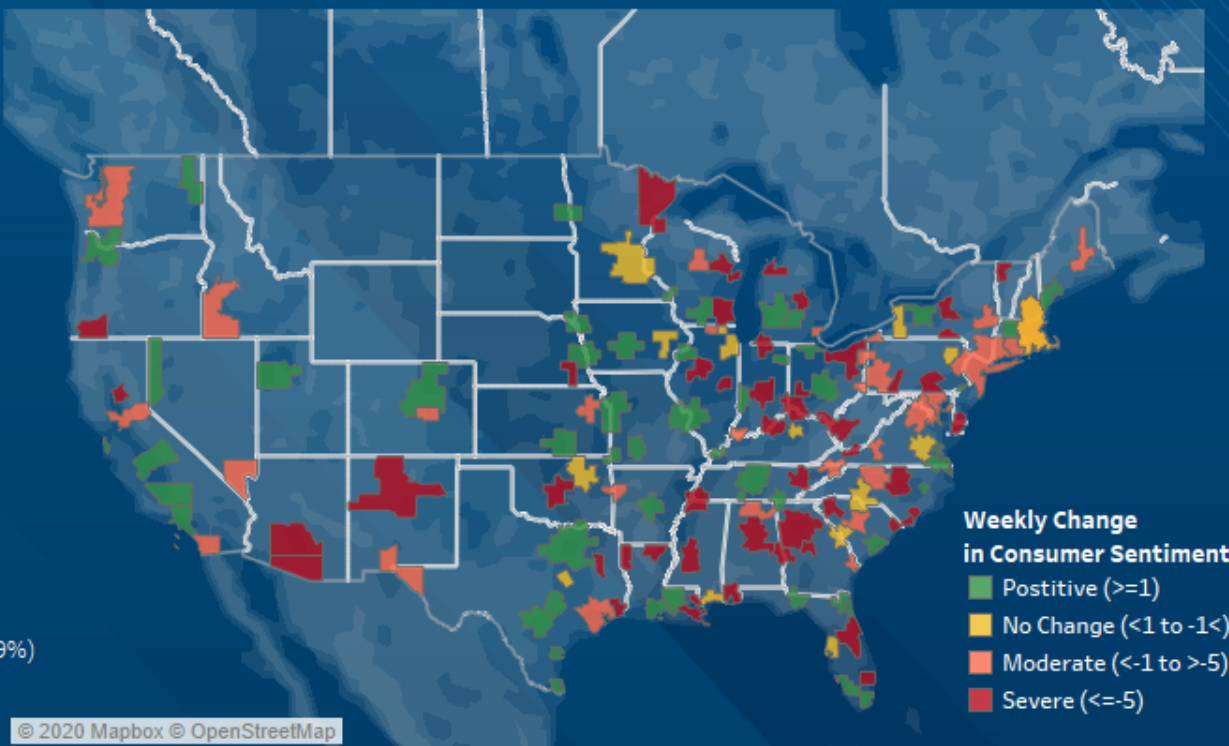 Weekly Change
in Consumer Sentiment
Postitive (>=1)
No Change (<1 to -1<)
Moderate (<-1 to >-5)
Severe (<=-5)
9%)
© 2020 Mapbox © OpenStreetMap